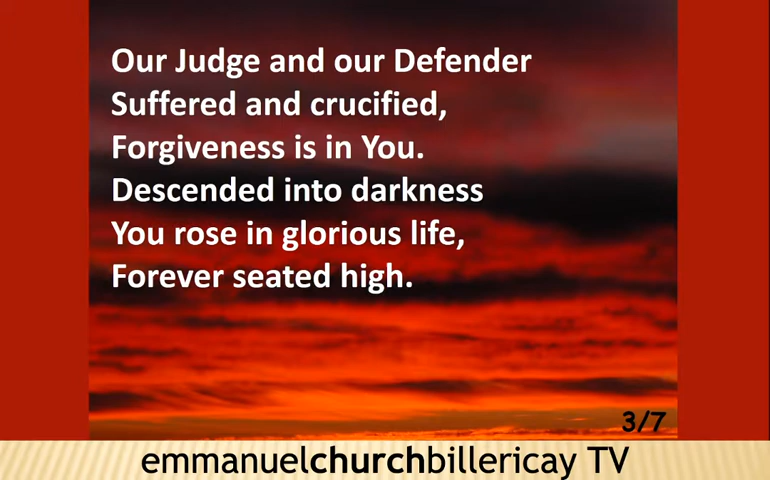 Our Judge and our Defender
Suffered and crucified,
Forgiveness is in You.
Descended into darkness
You rose in glorious life,
Forever seated high.
3/7
emmanuelchurchbillericay TV